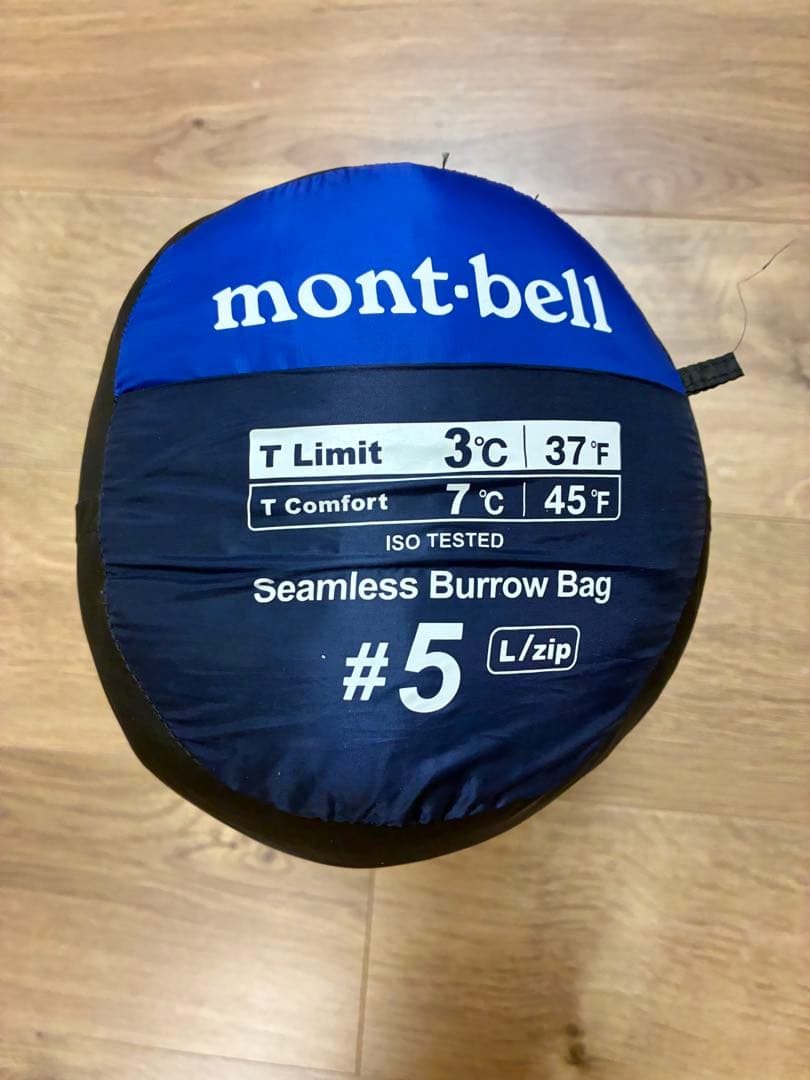 mont·bell
T Limit 3℃ | 37°F
T Comfort 7℃ | 45°F
ISO TESTED
Seamless Burrow Bag
#5 L/zip